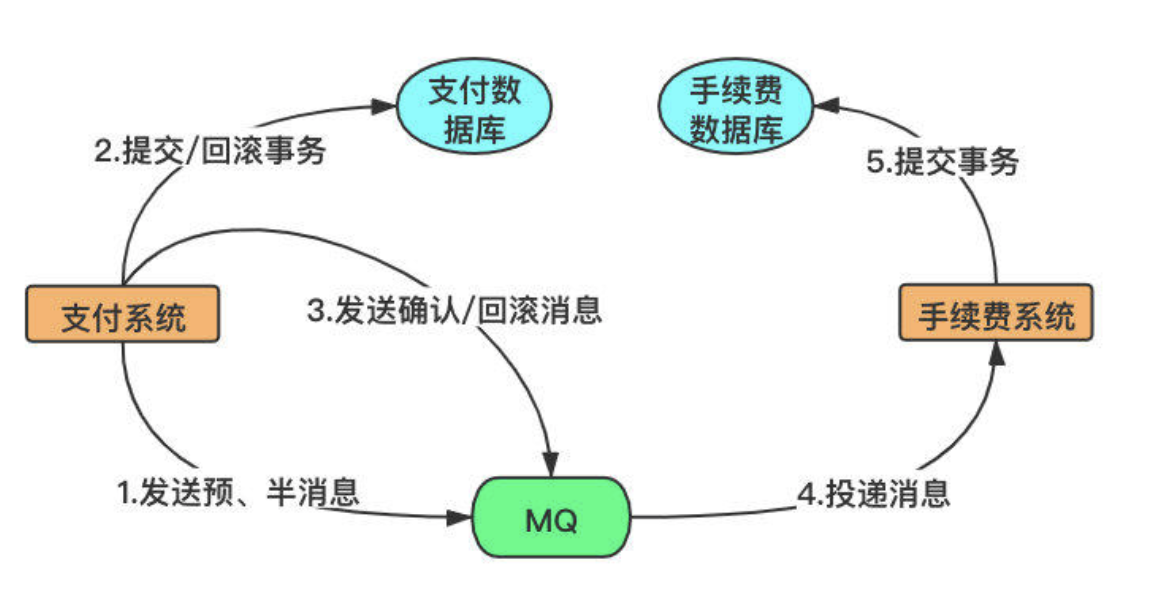 支付数
据库
手续费
数据库
2.提交/回滚事务
5.提交事务
支付系统
3.发送确认/回滚消息
手续费系统
1.发送预、半消息
MQ
4.投递消息